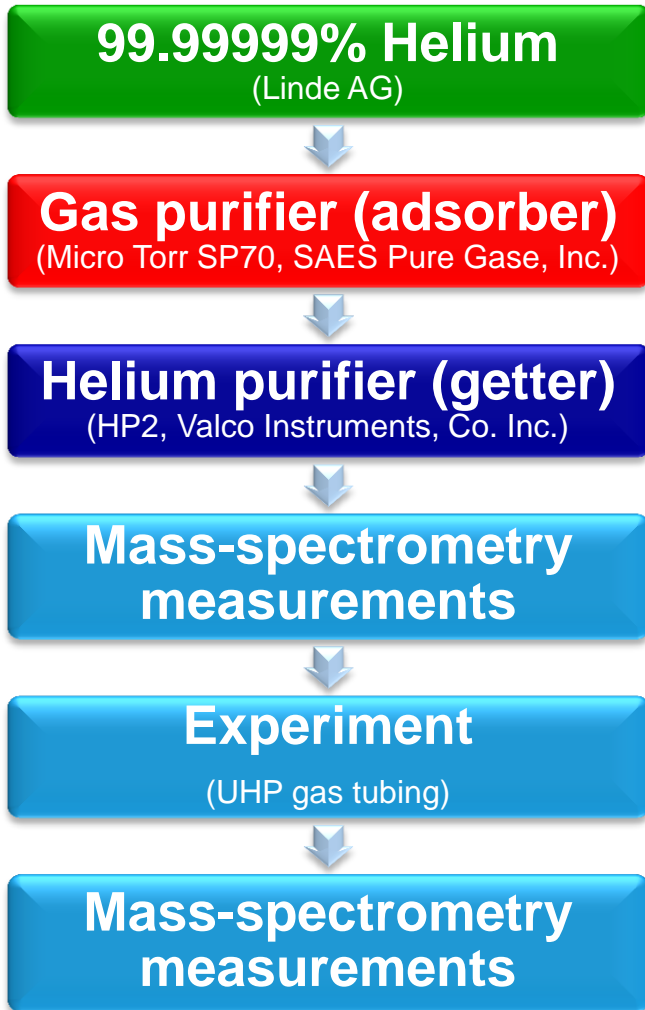 99.99999% Helium
(Linde AG)
Gas purifier (adsorber)
(Micro Torr SP70, SAES Pure Gase, Inc.)
Helium purifier (getter)
(HP2, Valco Instruments, Co. Inc.)
Mass-spectrometry
measurements
Experiment
(UHP gas tubing)
Mass-spectrometry
measurements